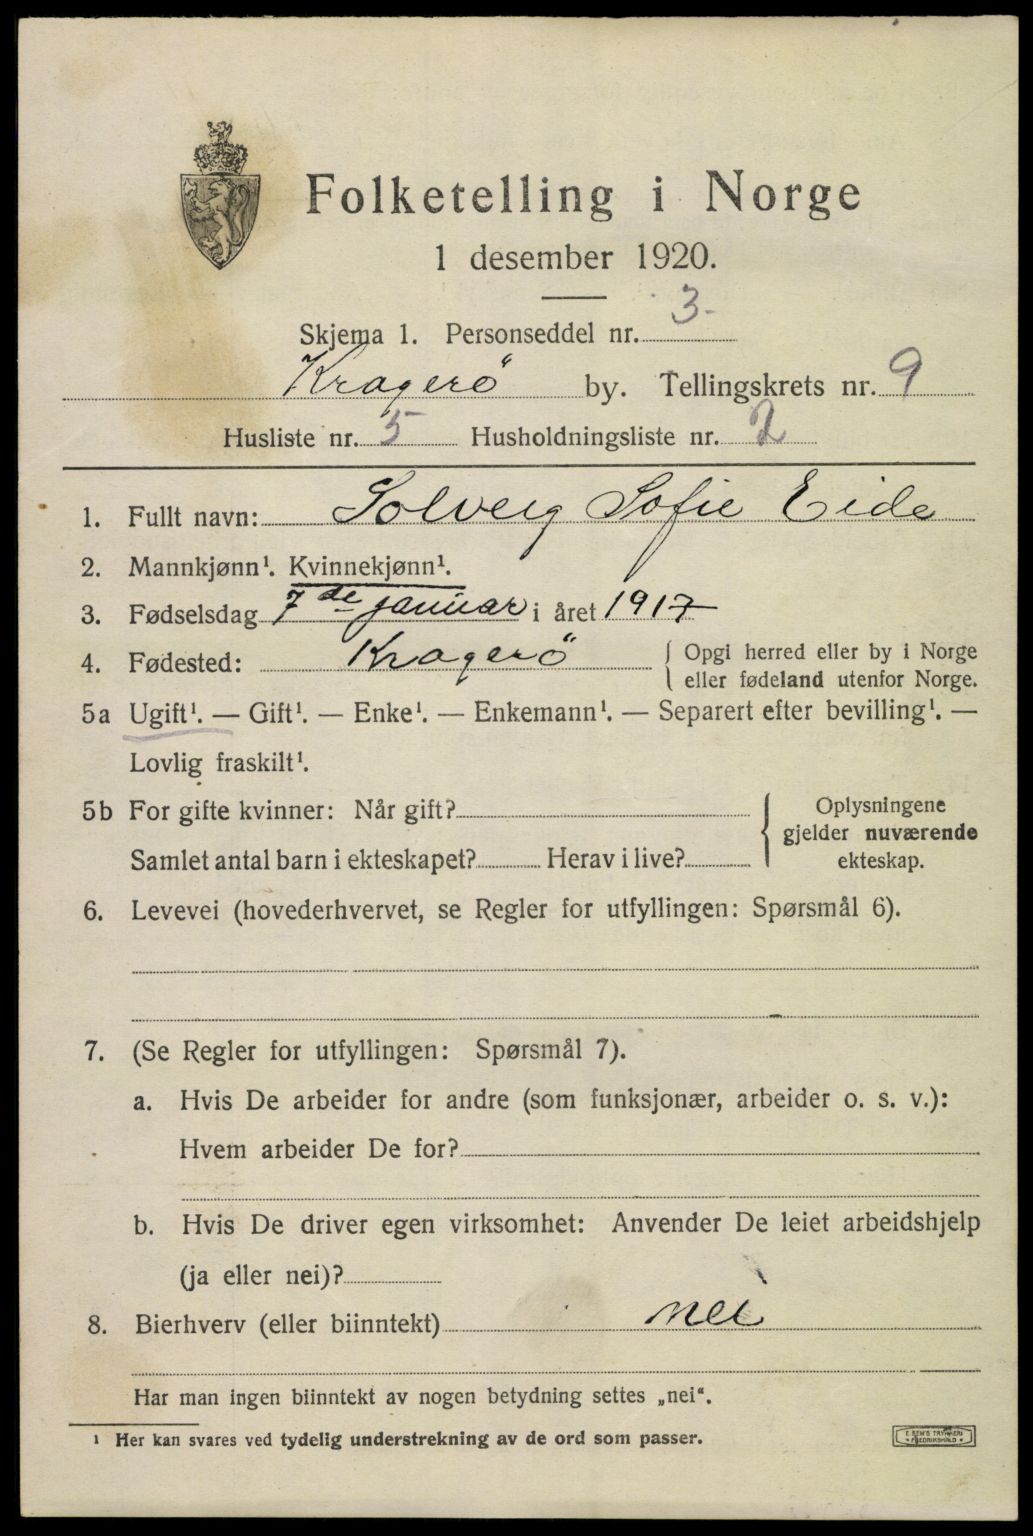 Folketelling i Norge
1 desember 1920.
Skjema 1. Personseddel nr. 3.
Kragerö by. Tellingskrets nr. 9
Husliste nr. 5 Husholdningsliste nr. 2
1. Fullt navn: Solveig Sofie Eide
2. Mannkjønn¹. Kvinnekjønn¹.
3. Fødselsdag 7de januar i året 1917
4. Fødested: Kragerö { Opgi herred eller by i Norge
eller fødeland utenfor Norge.
5a Ugift¹. — Gift¹. — Enke¹. — Enkemann¹. — Separert efter bevilling¹. —
Lovlig fraskilt¹.
5b For gifte kvinner: Når gift? { Oplysningene
gjelder nuværende
Samlet antal barn i ekteskapet? Herav i live? ekteskap.
6. Levevei (hovederhvervet, se Regler for utfyllingen: Spørsmål 6).
7. (Se Regler for utfyllingen: Spørsmål 7).
a. Hvis De arbeider for andre (som funksjonær, arbeider o. s. v.):
Hvem arbeider De for?
b. Hvis De driver egen virksomhet: Anvender De leiet arbeidshjelp
(ja eller nei)?
8. Bierhverv (eller biinntekt) nei
Har man ingen biinntekt av nogen betydning settes „nei“.
¹ Her kan svares ved tydelig understrekning av de ord som passer.